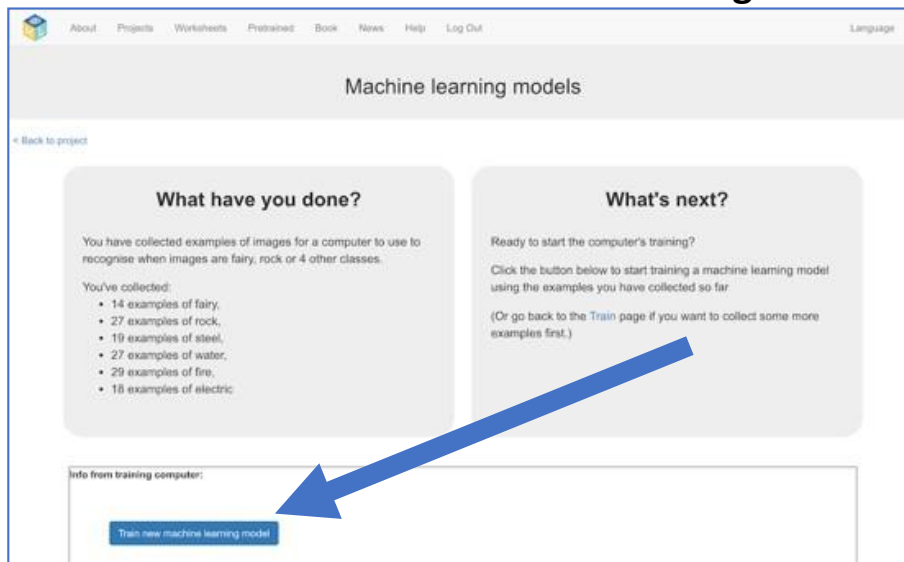 About Projects Worksheets Pretrained Book News Help Log Out Language
Machine learning models
< Back to project
What have you done?
You have collected examples of images for a computer to use to
recognise when images are fairy, rock or 4 other classes.
You've collected:
• 14 examples of fairy,
• 27 examples of rock,
• 19 examples of steel,
• 27 examples of water,
• 29 examples of fire,
• 18 examples of electric
What's next?
Ready to start the computer's training?
Click the button below to start training a machine learning model
using the examples you have collected so far
(Or go back to the Train page if you want to collect some more
examples first.)
Info from training computer:
Train new machine learning model